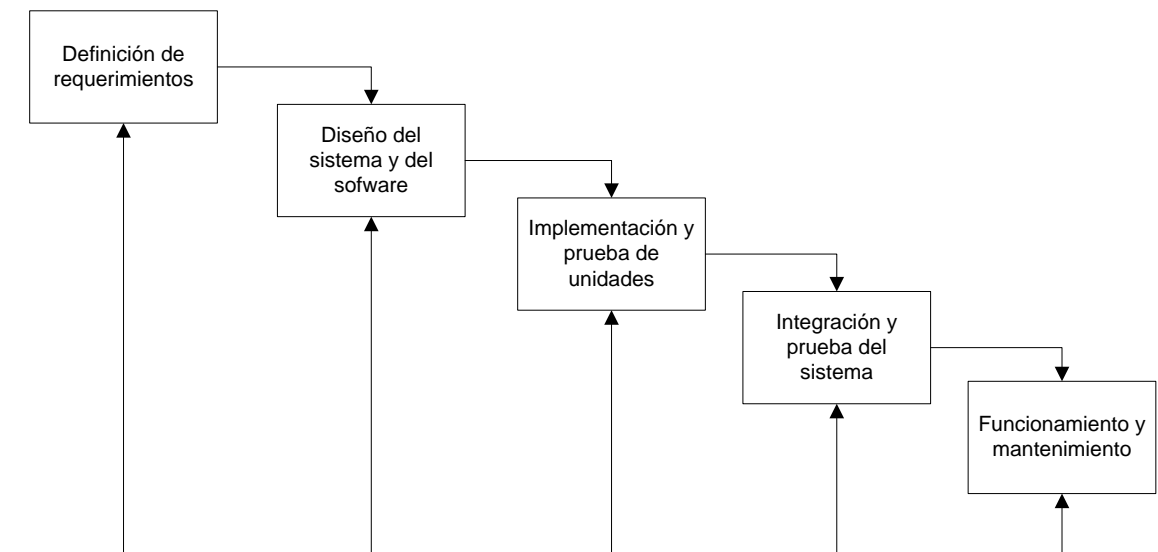 Definición de
requerimientos
Diseño del
sistema y del
sofware
Implementación y
prueba de
unidades
Integración y
prueba del
sistema
Funcionamiento y
mantenimiento